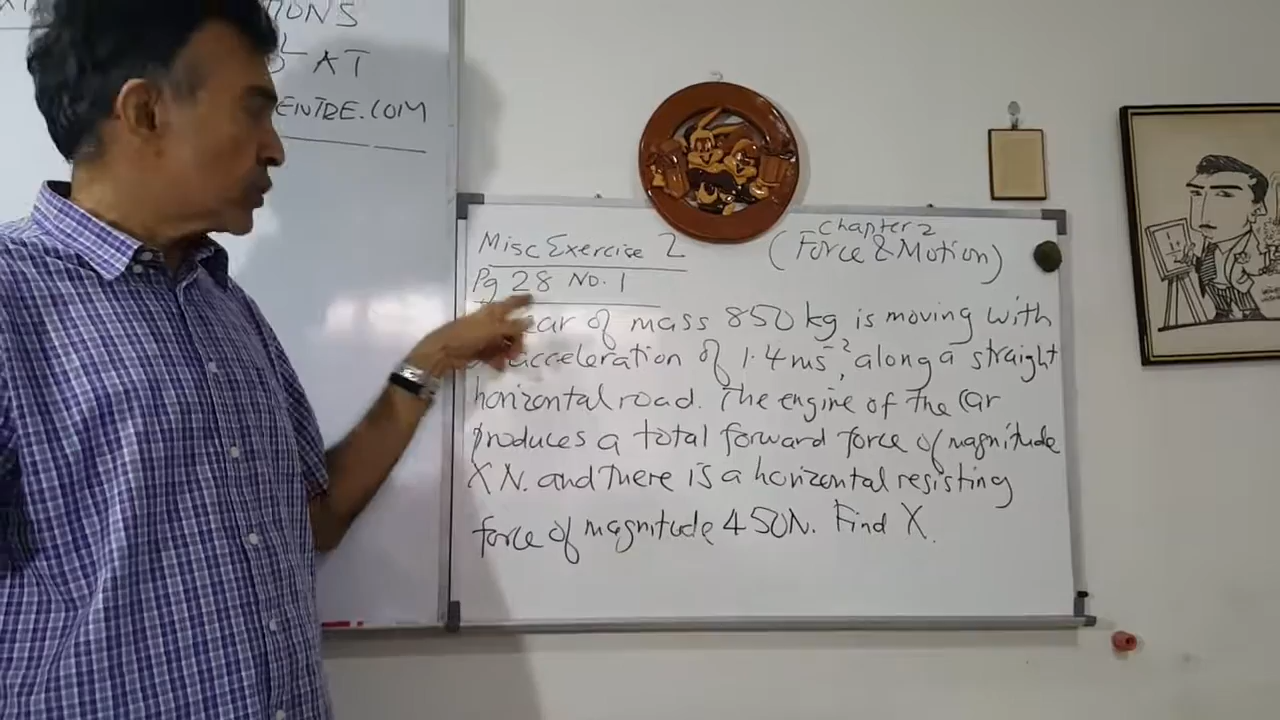 IONS
AT
ENTRE.COM
Misc Exercise 2
Chapter 2
(Force & Motion)
Pg 28 No. 1
car of mass 850 kg is moving with
acceleration of 1.4 ms⁻², along a straight
horizontal road. The engine of the car
produces a total forward force of magnitude
X N. and there is a horizontal resisting
force of magnitude 450N. Find X.